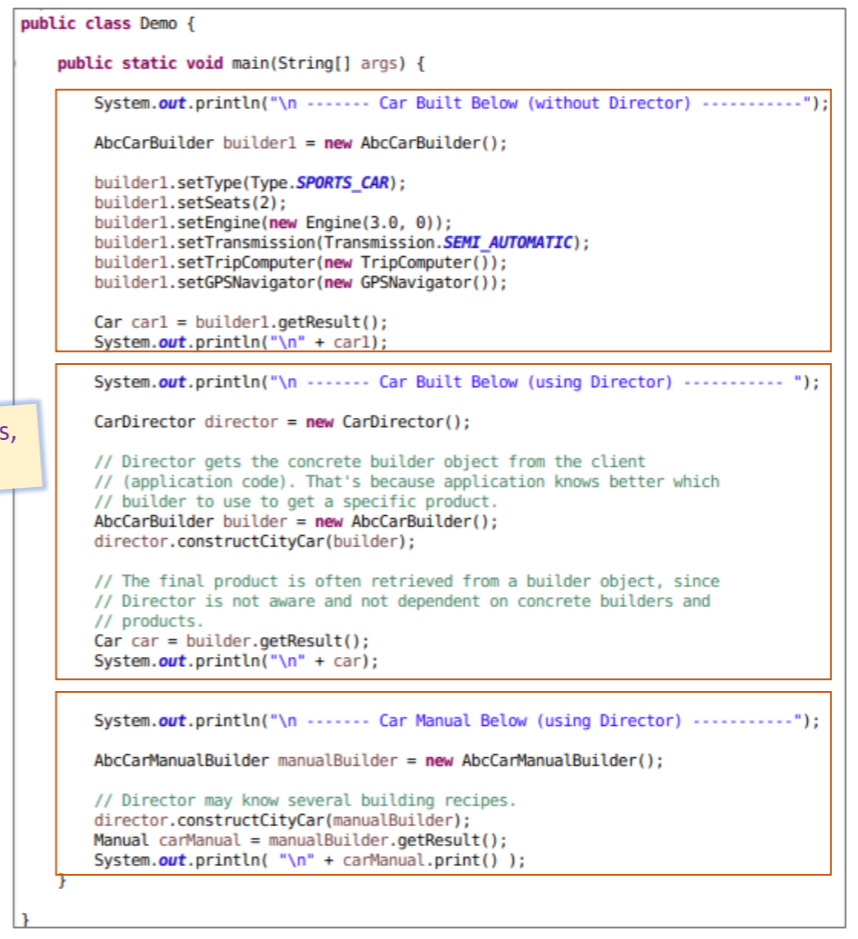 public class Demo {
public static void main(String[] args) {
System.out.println("\n ------- Car Built Below (without Director) -----------");
AbcCarBuilder builder1 = new AbcCarBuilder();
builder1.setType(Type.SPORTS_CAR);
builder1.setSeats(2);
builder1.setEngine(new Engine(3.0, 0));
builder1.setTransmission(Transmission.SEMI_AUTOMATIC);
builder1.setTripComputer(new TripComputer());
builder1.setGPSNavigator(new GPSNavigator());
Car car1 = builder1.getResult();
System.out.println("\n" + car1);
System.out.println("\n ------- Car Built Below (using Director) ----------- ");
s,
CarDirector director = new CarDirector();
// Director gets the concrete builder object from the client
// (application code). That's because application knows better which
// builder to use to get a specific product.
AbcCarBuilder builder = new AbcCarBuilder();
director.constructCityCar(builder);
// The final product is often retrieved from a builder object, since
// Director is not aware and not dependent on concrete builders and
// products.
Car car = builder.getResult();
System.out.println("\n" + car);
System.out.println("\n ------- Car Manual Below (using Director) -----------");
AbcCarManualBuilder manualBuilder = new AbcCarManualBuilder();
// Director may know several building recipes.
director.constructCityCar(manualBuilder);
Manual carManual = manualBuilder.getResult();
System.out.println( "\n" + carManual.print() );
}
}